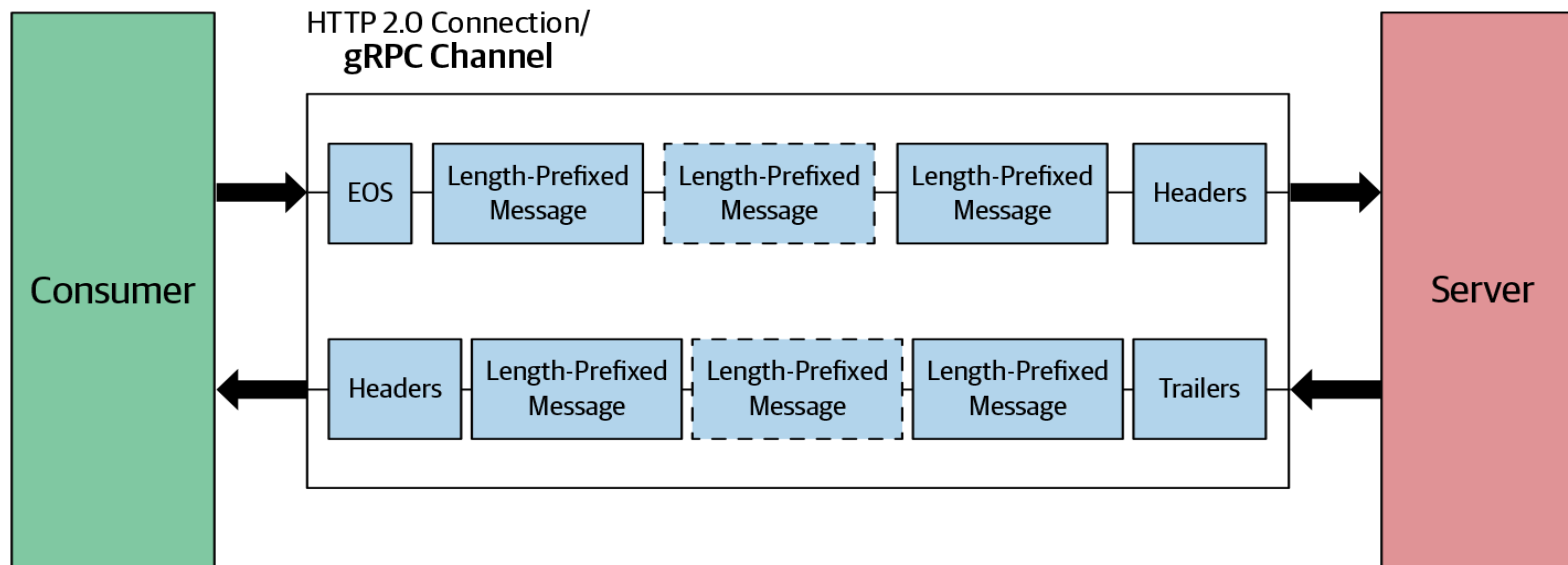 HTTP 2.0 Connection/
gRPC Channel
Consumer
EOS
Length-Prefixed
Message
Length-Prefixed
Message
Length-Prefixed
Message
Headers
Server
Headers
Length-Prefixed
Message
Length-Prefixed
Message
Length-Prefixed
Message
Trailers